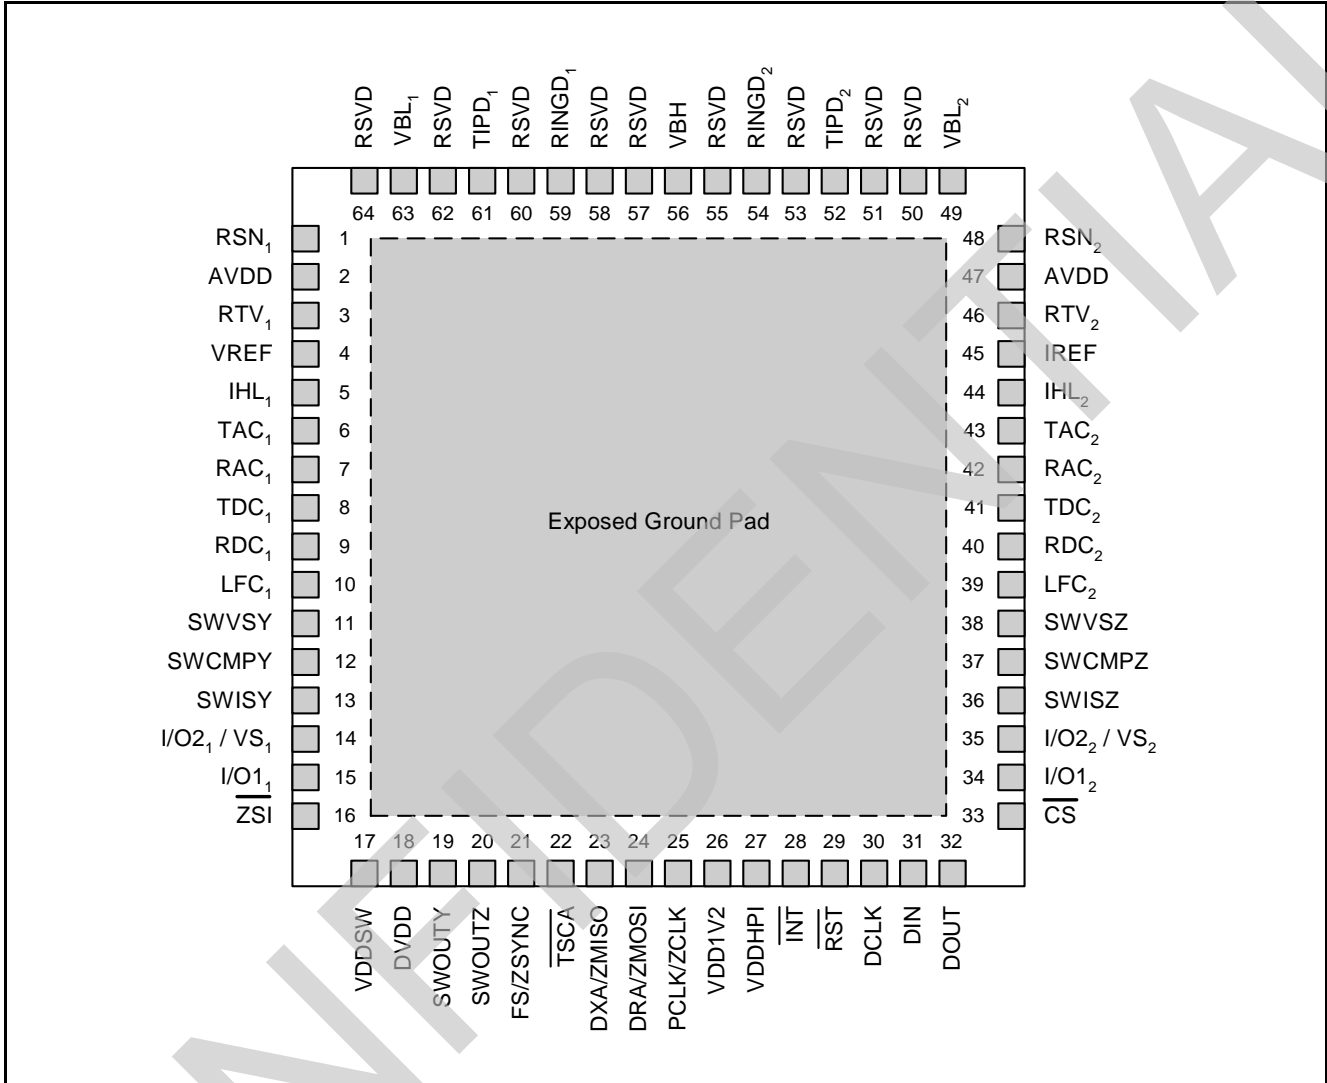 RSVD VBL₁ RSVD TIPD₁ RSVD RINGD₁ RSVD RSVD VBH RSVD RINGD₂ RSVD TIPD₂ RSVD RSVD VBL₂
64 63 62 61 60 59 58 57 56 55 54 53 52 51 50 49
RSN₁ 1 48 RSN₂
AVDD 2 47 AVDD
RTV₁ 3 46 RTV₂
VREF 4 45 IREF
IHL₁ 5 44 IHL₂
TAC₁ 6 43 TAC₂
RAC₁ 7 42 RAC₂
TDC₁ 8 41 TDC₂
Exposed Ground Pad
RDC₁ 9 40 RDC₂
LFC₁ 10 39 LFC₂
SWVSY 11 38 SWVSZ
SWCMPY 12 37 SWCMPZ
SWISY 13 36 SWISZ
I/O2₁ / VS₁ 14 35 I/O2₂ / VS₂
I/O1₁ 15 34 I/O1₂
Z̅S̅I̅ 16 33 C̅S̅
17 18 19 20 21 22 23 24 25 26 27 28 29 30 31 32
VDDSW DVDD SWOUTY SWOUTZ FS/ZSYNC T̅S̅C̅A̅ DXA/ZMISO DRA/ZMOSI PCLK/ZCLK VDD1V2 VDDHPI I̅N̅T̅ R̅S̅T̅ DCLK DIN DOUT
NFIDENTIAL